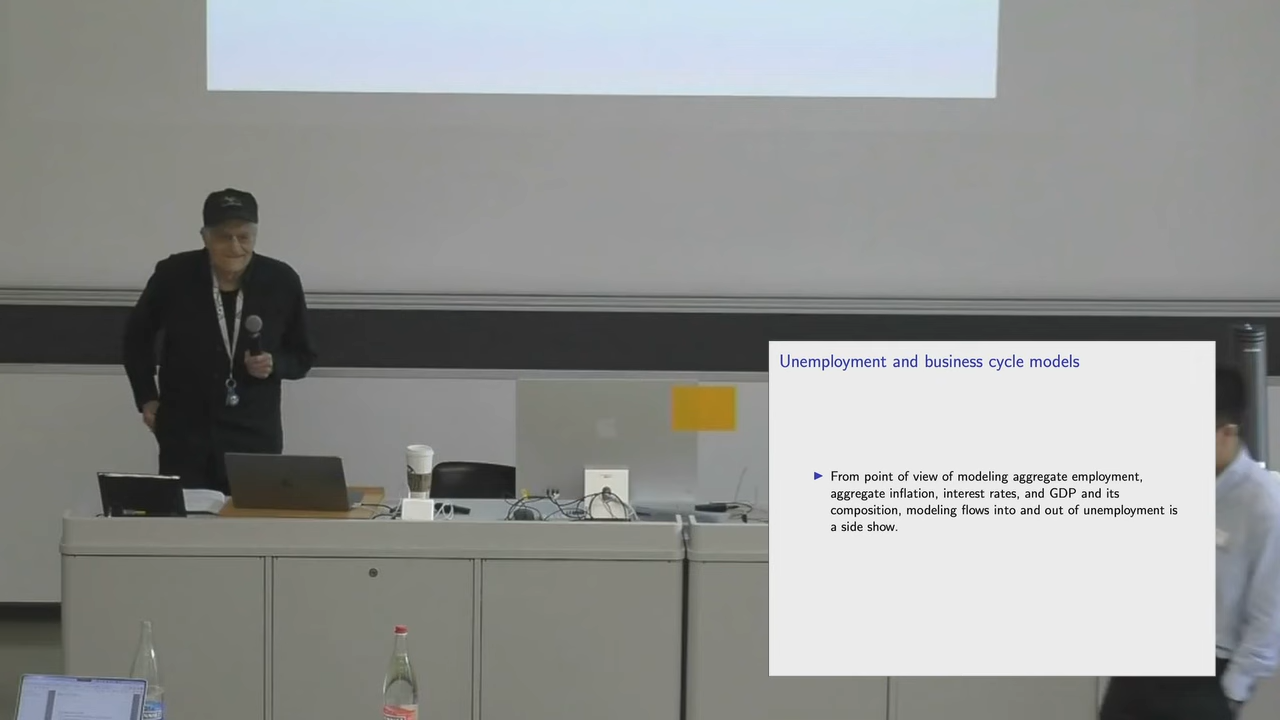 Unemployment and business cycle models
From point of view of modeling aggregate employment,
aggregate inflation, interest rates, and GDP and its
composition, modeling flows into and out of unemployment is
a side show.